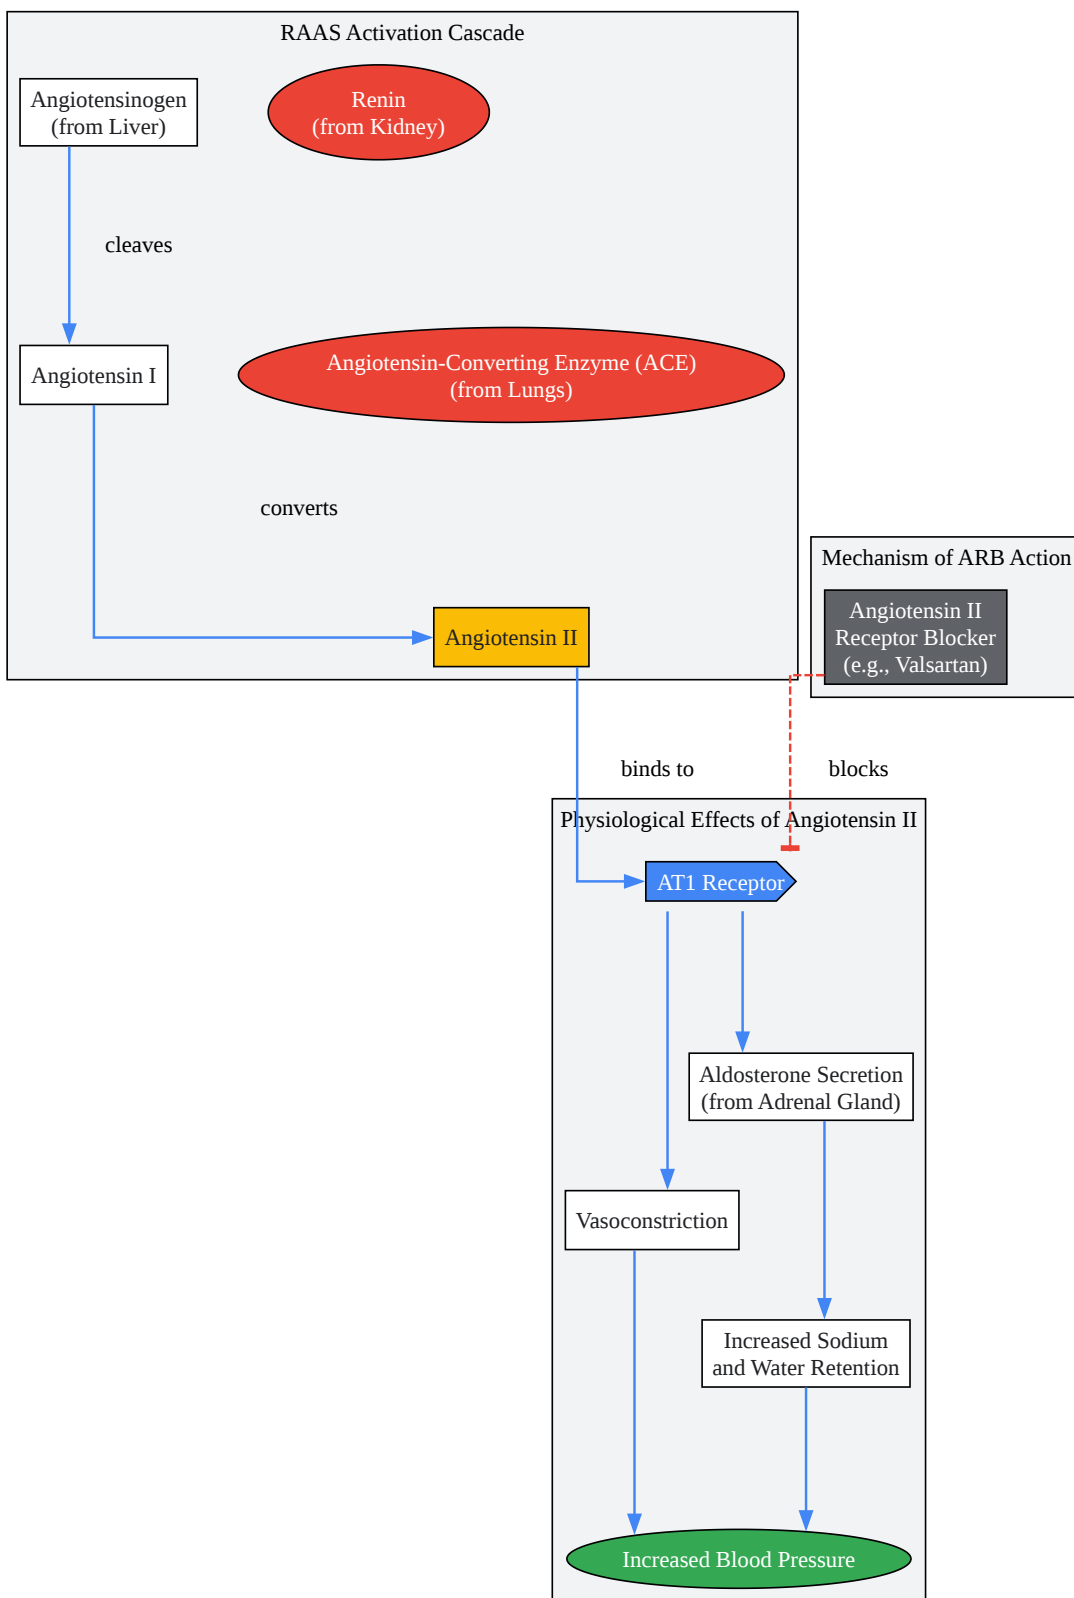 RAAS Activation Cascade
Angiotensinogen
(from Liver)
Renin
(from Kidney)
cleaves
Angiotensin I
Angiotensin-Converting Enzyme (ACE)
(from Lungs)
converts
Angiotensin II
Mechanism of ARB Action
Angiotensin II
Receptor Blocker
(e.g., Valsartan)
binds to
blocks
Physiological Effects of Angiotensin II
AT1 Receptor
Aldosterone Secretion
(from Adrenal Gland)
Vasoconstriction
Increased Sodium
and Water Retention
Increased Blood Pressure